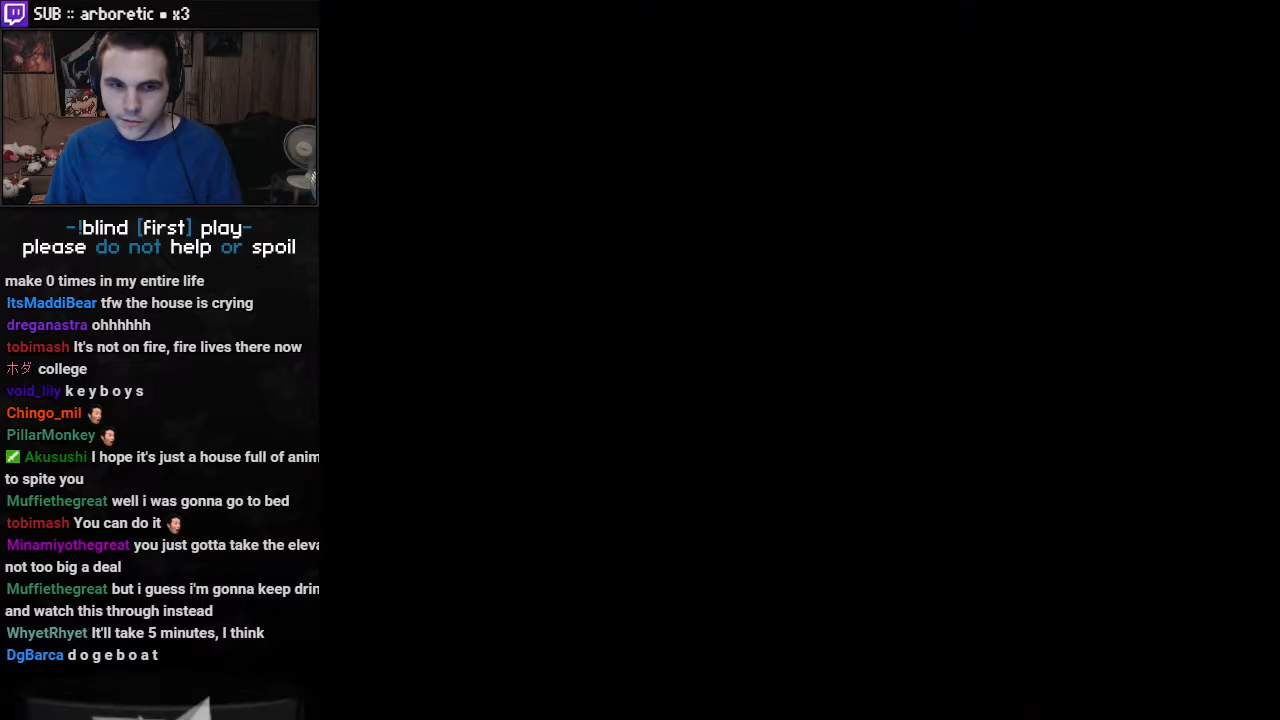 SUB :: arboretic ▪ x3
-!blind [first] play-
please do not help or spoil
make 0 times in my entire life
ItsMaddiBear tfw the house is crying
dreganastra ohhhhhh
tobimash It's not on fire, fire lives there now
ホダ college
void_lily k e y b o y s
Chingo_mil
PillarMonkey
Akusushi I hope it's just a house full of anim
to spite you
Muffiethegreat well i was gonna go to bed
tobimash You can do it
Minamiyothegreat you just gotta take the eleva
not too big a deal
Muffiethegreat but i guess i'm gonna keep drin
and watch this through instead
WhyetRhyet It'll take 5 minutes, I think
DgBarca d o g e b o a t